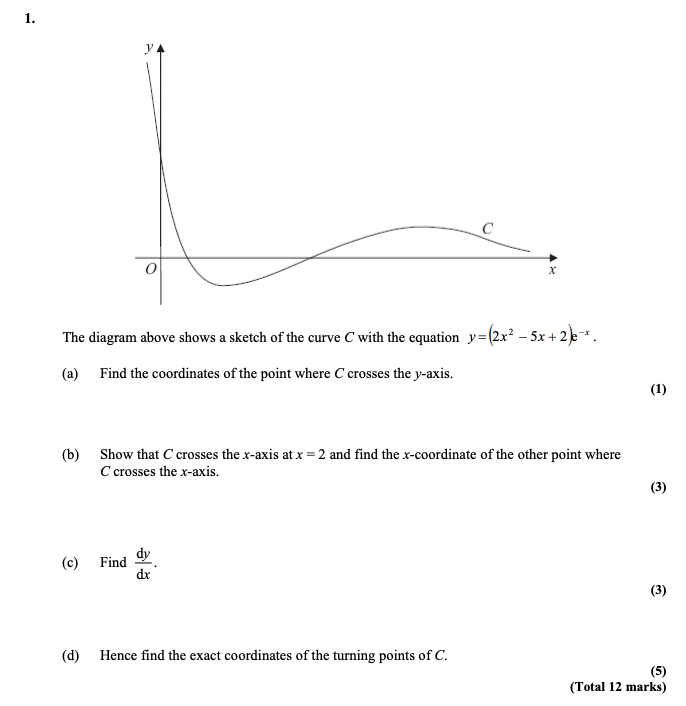 1.
y
C
O
x
The diagram above shows a sketch of the curve C with the equation y=(2x² – 5x + 2)e⁻ˣ .
(a) Find the coordinates of the point where C crosses the y-axis.
(1)
(b) Show that C crosses the x-axis at x = 2 and find the x-coordinate of the other point where
C crosses the x-axis.
(3)
(c) Find dy/dx.
(3)
(d) Hence find the exact coordinates of the turning points of C.
(5)
(Total 12 marks)